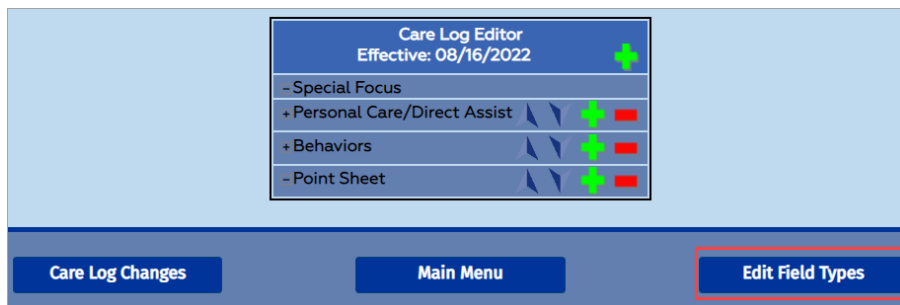 Care Log Editor
Effective: 08/16/2022
- Special Focus
+ Personal Care/Direct Assist
+ Behaviors
- Point Sheet
Care Log Changes
Main Menu
Edit Field Types